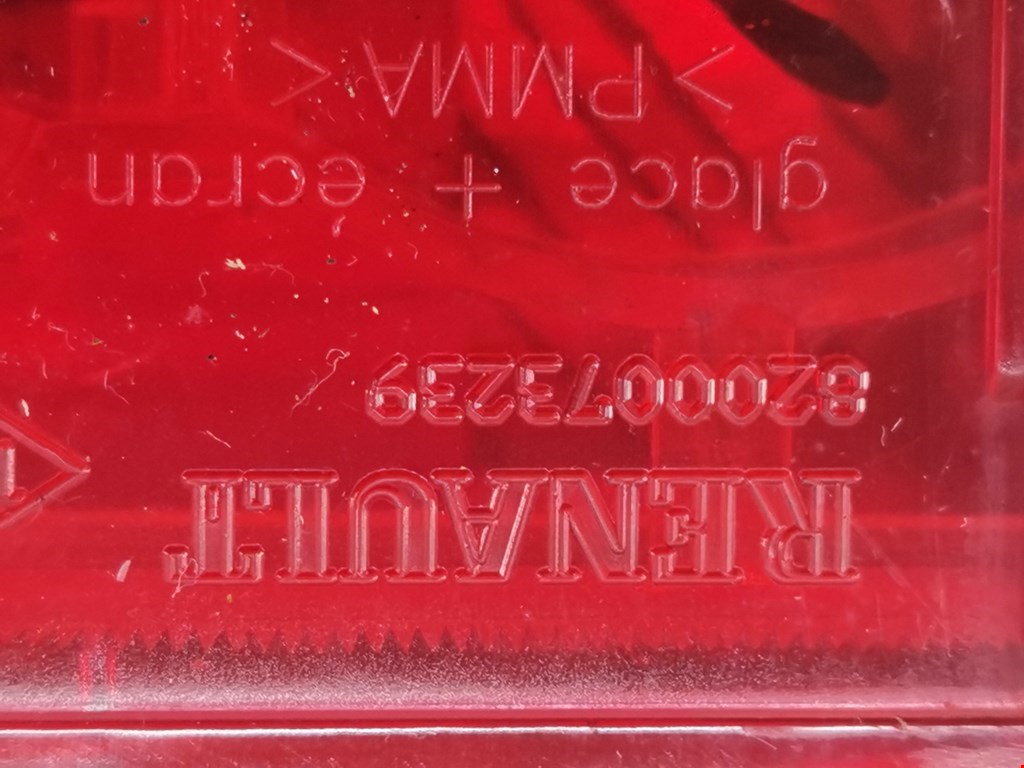 RENAULT
8200073239
glace + écran
>PMMA<